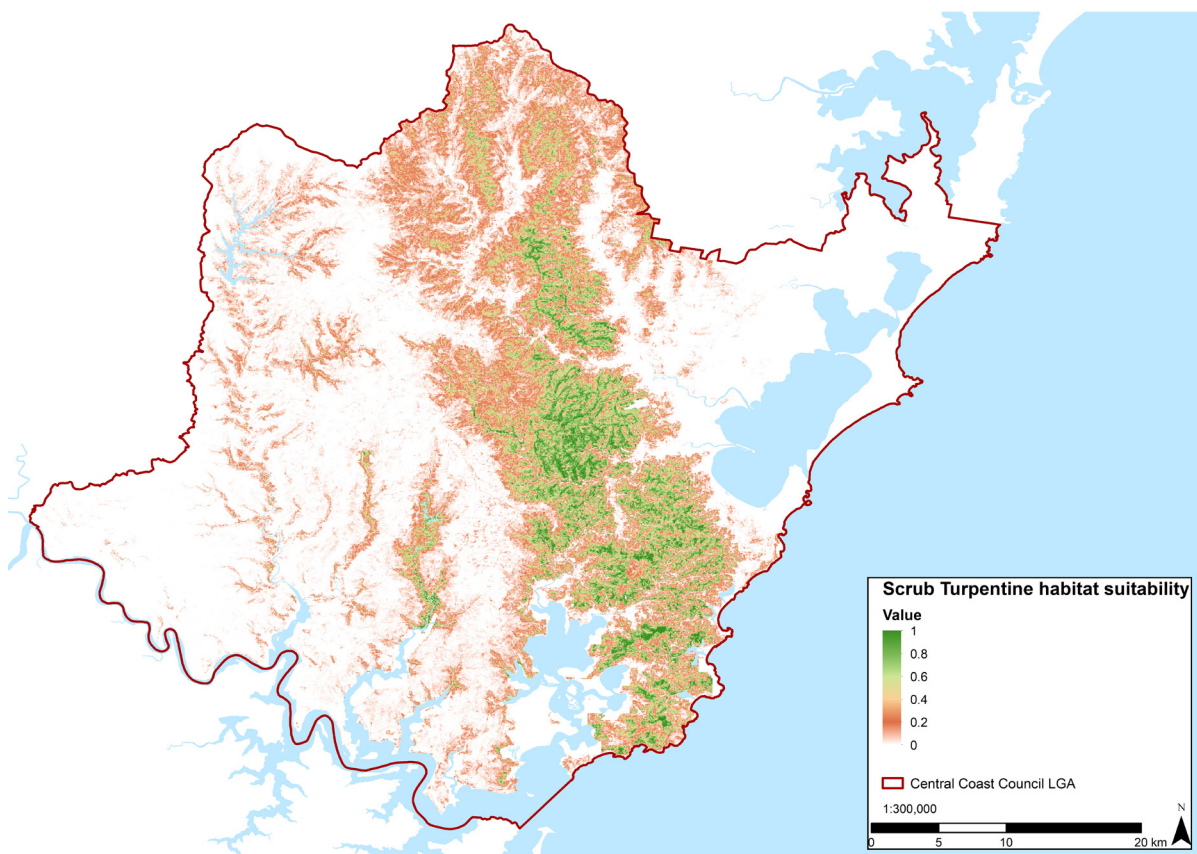 Scrub Turpentine habitat suitability
Value
1
0.8
0.6
0.4
0.2
0
Central Coast Council LGA
1:300,000
N
0 5 10 20 km